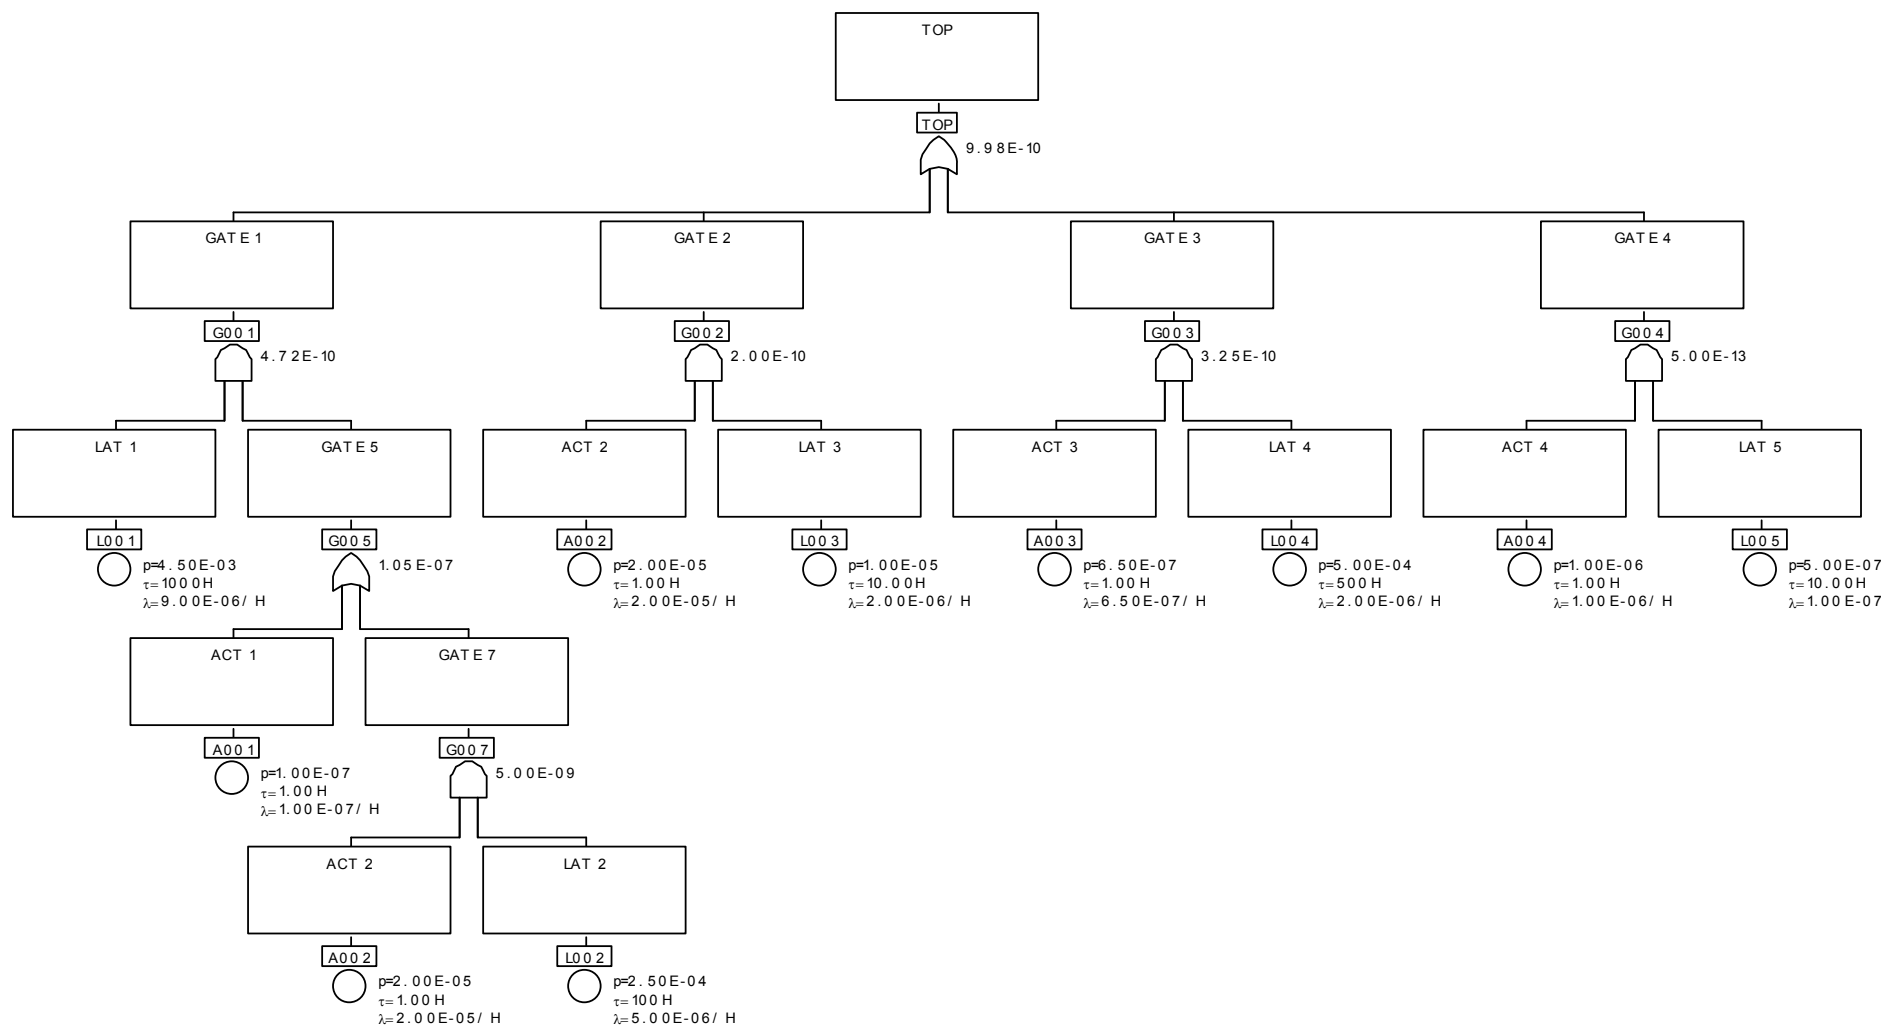 TOP
TOP
9.98E-10
GATE 1
GATE 2
GATE 3
GATE 4
G001
G002
G003
G004
4.72E-10
2.00E-10
3.25E-10
5.00E-13
LAT 1
GATE 5
ACT 2
LAT 3
ACT 3
LAT 4
ACT 4
LAT 5
L001
p=4.50E-03
τ=1000H
λ=9.00E-06/H
G005
1.05E-07
A002
p=2.00E-05
τ=1.00H
λ=2.00E-05/H
L003
p=1.00E-05
τ=10.00H
λ=2.00E-06/H
A003
p=6.50E-07
τ=1.00H
λ=6.50E-07/H
L004
p=5.00E-04
τ=500H
λ=2.00E-06/H
A004
p=1.00E-06
τ=1.00H
λ=1.00E-06/H
L005
p=5.00E-07
τ=10.00H
λ=1.00E-07
ACT 1
GATE 7
A001
p=1.00E-07
τ=1.00H
λ=1.00E-07/H
G007
5.00E-09
ACT 2
LAT 2
A002
p=2.00E-05
τ=1.00H
λ=2.00E-05/H
L002
p=2.50E-04
τ=100H
λ=5.00E-06/H